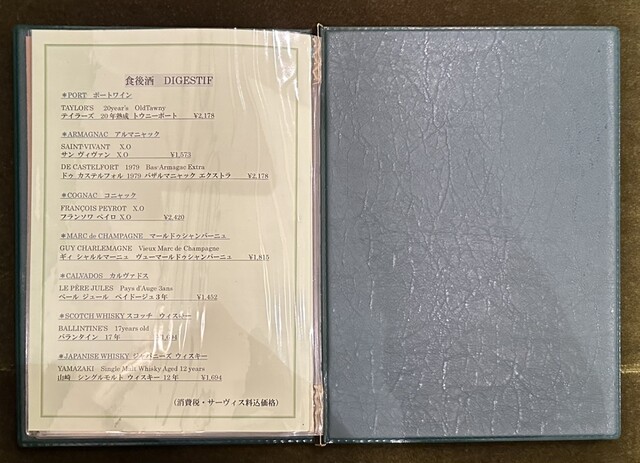 食後酒 DIGESTIF
＊PORT ポートワイン
TAYLOR'S 20year's OldTawny
テイラーズ 20年熟成 トウニーポート ¥2,178
＊ARMAGNAC アルマニャック
SAINT-VIVANT X.O
サン ヴィヴァン X.O ¥1,573
DE CASTELFORT 1979 Bas-Armagac Extra
ドゥ カステルフォル 1979 バザルマニャック エクストラ ¥2,178
＊COGNAC コニャック
FRANÇOIS PEYROT X.O
フランソワ ペイロ X.O ¥2,420
＊MARC de CHAMPAGNE マールドゥシャンパーニュ
GUY CHARLEMAGNE Vieux Marc de Champagne
ギィ シャルルマーニュ ヴューマールドゥシャンパーニュ ¥1,815
＊CALVADOS カルヴァドス
LE PÈRE JULES Pays d'Auge 3ans
ペール ジュール ペイドージュ3年 ¥1,452
＊SCOTCH WHISKY スコッチ ウィスキー
BALLINTINE'S 17years old
バランタイン 17年
＊JAPANISE WHISKY ジャパニーズ ウィスキー
YAMAZAKI Single Malt Whisky Aged 12 years
山崎 シングルモルト ウィスキー 12年 ¥1,694
（消費税・サーヴィス料込価格）